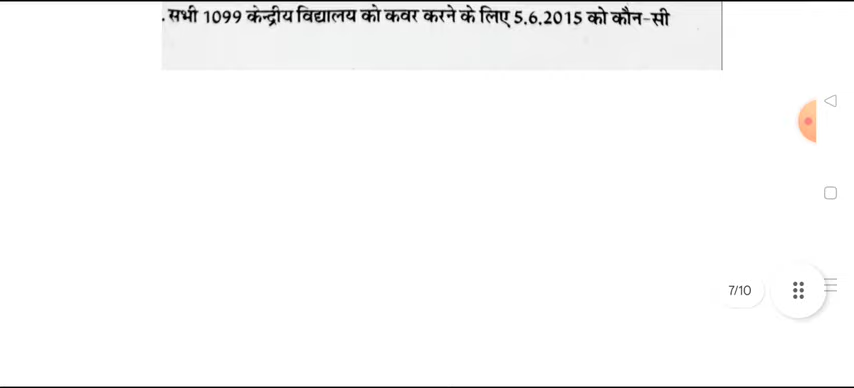 . सभी 1099 केन्द्रीय विद्यालय को कवर करने के लिए 5.6.2015 को कौन-सी
7/10